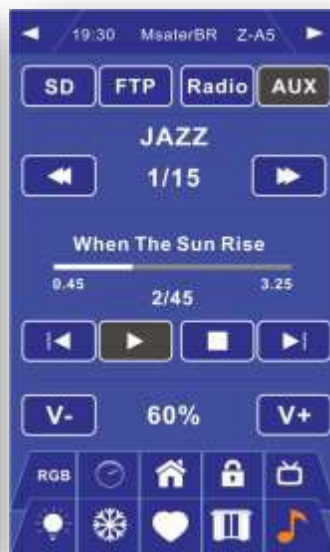 19:30 MsaterBR Z-A5
SD FTP Radio AUX
JAZZ
1/15
When The Sun Rise
0.45 3.25
2/45
V- 60% V+
RGB